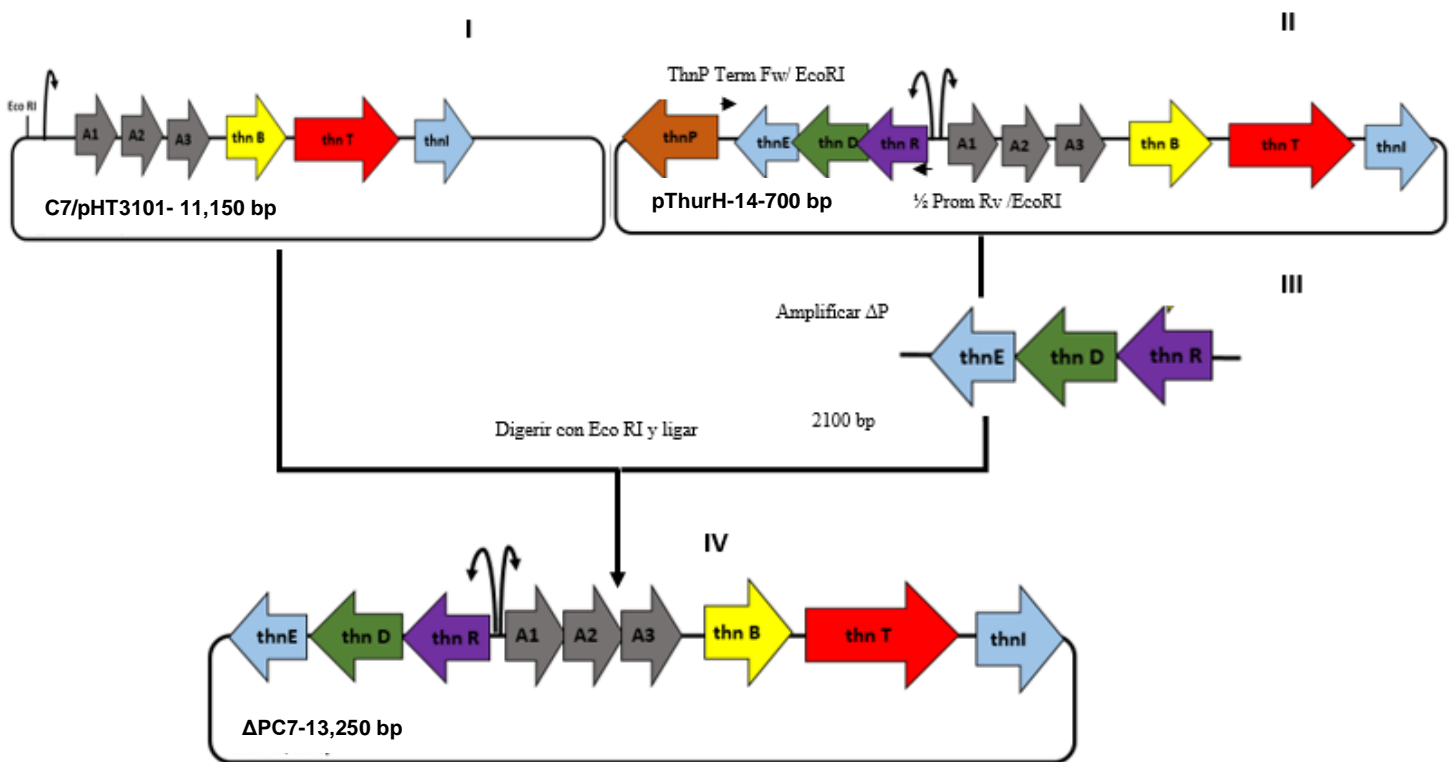 I
II
ThnP Term Fw/ EcoRI
Eco RI
A1
A2
A3
thn B
thn T
thnI
thnP
thnE
thn D
thn R
A1
A2
A3
thn B
thn T
thnI
C7/pHT3101- 11,150 bp
pThurH-14-700 bp
½ Prom Rv /EcoRI
III
Amplificar ΔP
thnE
thn D
thn R
2100 bp
Digerir con Eco RI y ligar
IV
thnE
thn D
thn R
A1
A2
A3
thn B
thn T
thnI
ΔPC7-13,250 bp